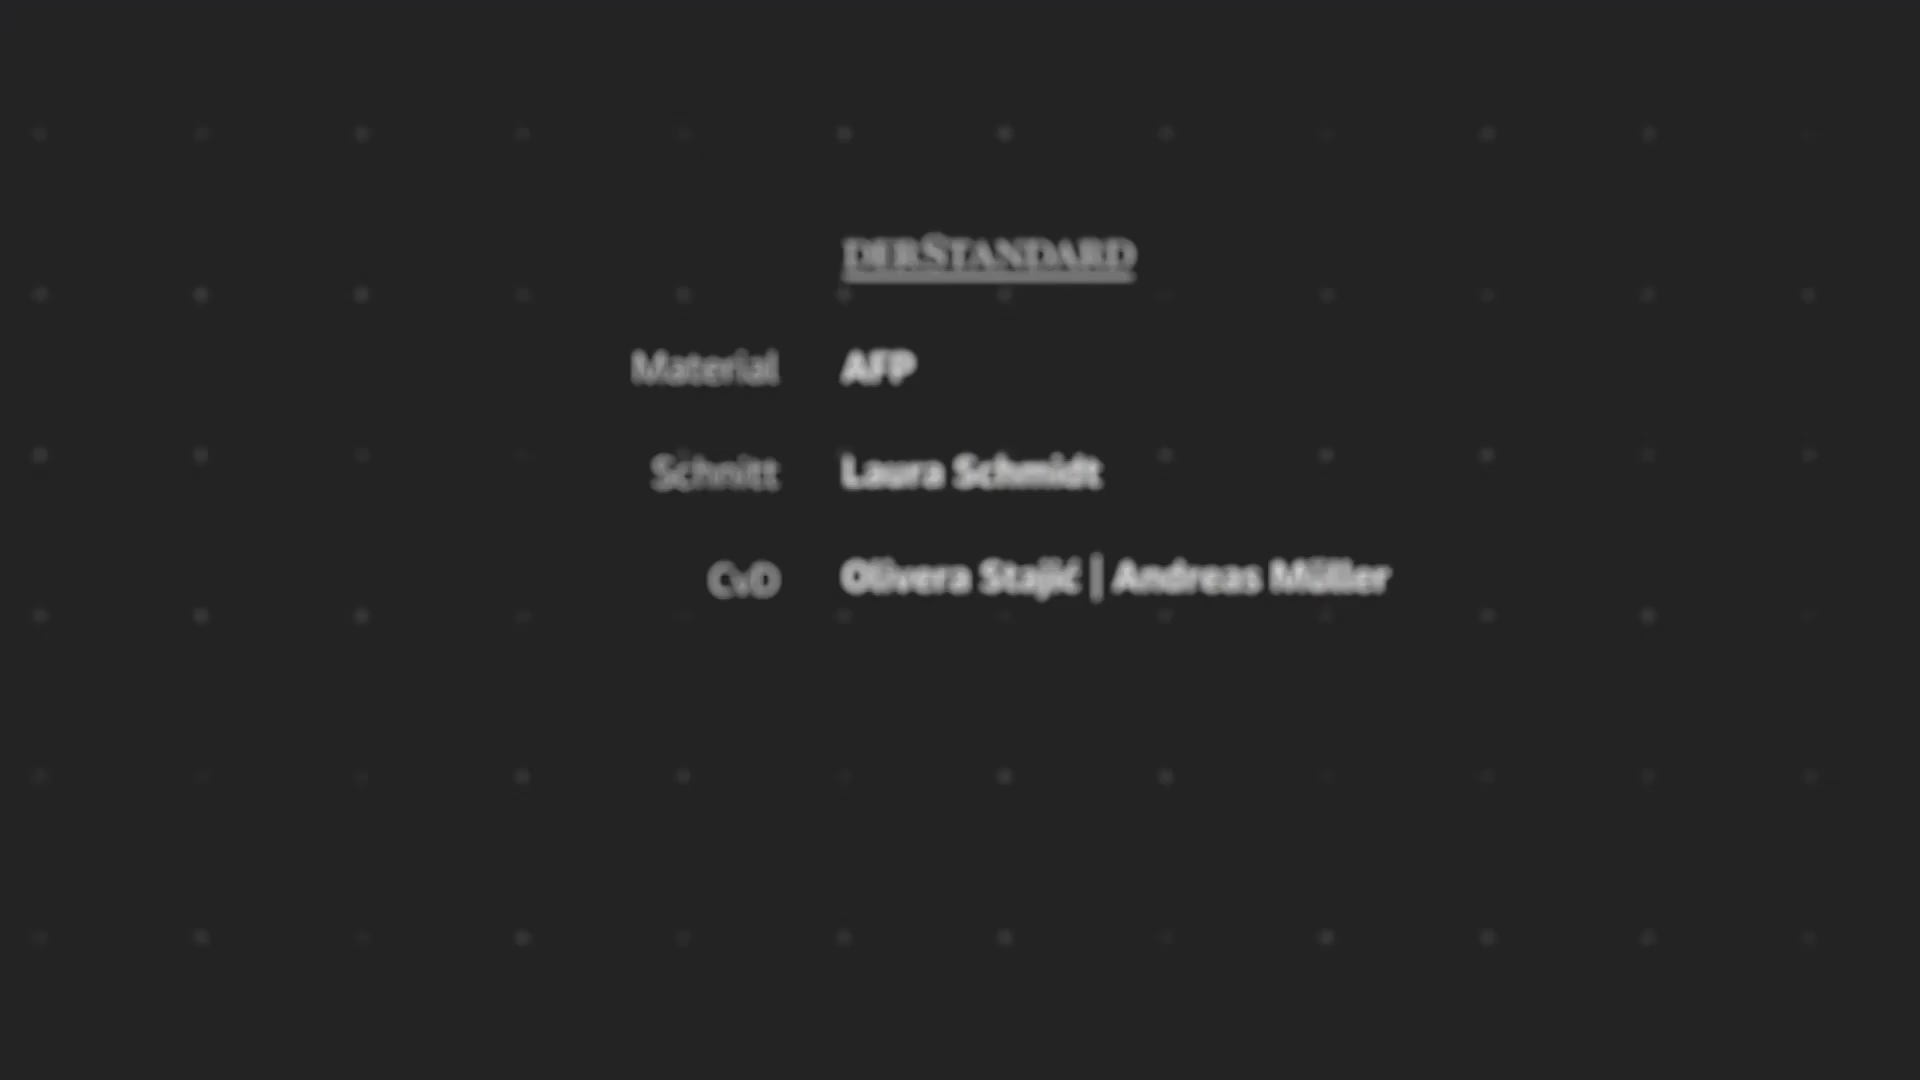 DERSTANDARD
Material AFP
Schnitt Laura Schmidt
CvD Olivera Stajić | Andreas Müller